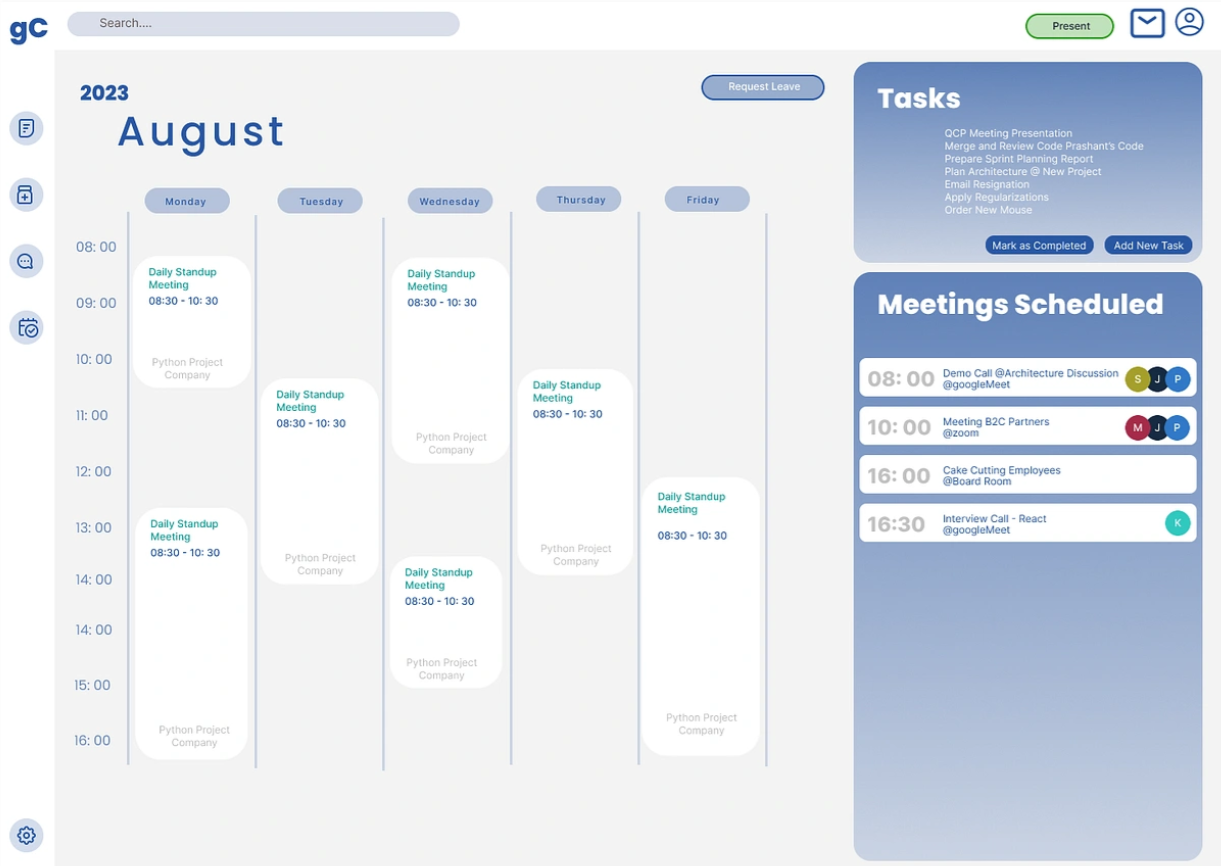 gC
Search....
Present
2023
August
Request Leave
Monday
Tuesday
Wednesday
Thursday
Friday
08: 00
09: 00
10: 00
11: 00
12: 00
13: 00
14: 00
14: 00
15: 00
16: 00
Daily Standup
Meeting
08:30 - 10: 30
Python Project
Company
Daily Standup
Meeting
08:30 - 10: 30
Python Project
Company
Daily Standup
Meeting
08:30 - 10: 30
Python Project
Company
Daily Standup
Meeting
08:30 - 10: 30
Python Project
Company
Daily Standup
Meeting
08:30 - 10: 30
Python Project
Company
Daily Standup
Meeting
08:30 - 10: 30
Python Project
Company
Daily Standup
Meeting
08:30 - 10: 30
Python Project
Company
Tasks
QCP Meeting Presentation
Merge and Review Code Prashant's Code
Prepare Sprint Planning Report
Plan Architecture @ New Project
Email Resignation
Apply Regularizations
Order New Mouse
Mark as Completed
Add New Task
Meetings Scheduled
08: 00
Demo Call @Architecture Discussion
@googleMeet
S J P
10: 00
Meeting B2C Partners
@zoom
M J P
16: 00
Cake Cutting Employees
@Board Room
16:30
Interview Call - React
@googleMeet
K